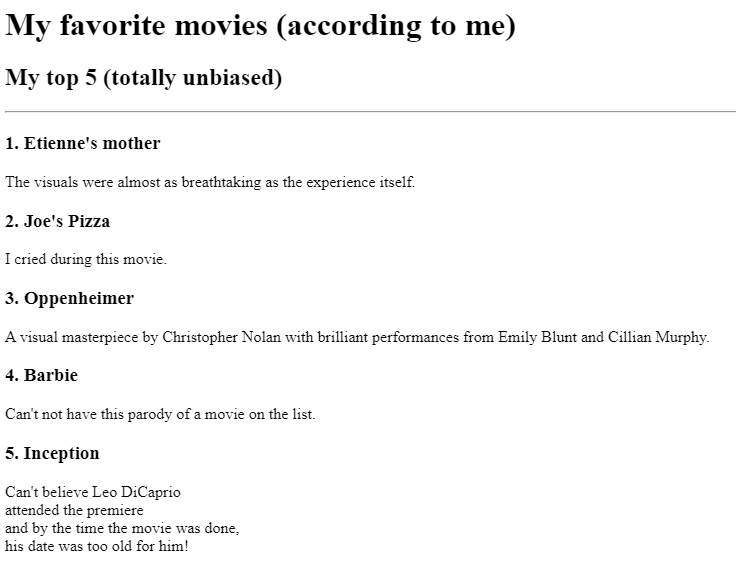 My favorite movies (according to me)
My top 5 (totally unbiased)
1. Etienne's mother
The visuals were almost as breathtaking as the experience itself.
2. Joe's Pizza
I cried during this movie.
3. Oppenheimer
A visual masterpiece by Christopher Nolan with brilliant performances from Emily Blunt and Cillian Murphy.
4. Barbie
Can't not have this parody of a movie on the list.
5. Inception
Can't believe Leo DiCaprio
attended the premiere
and by the time the movie was done,
his date was too old for him!